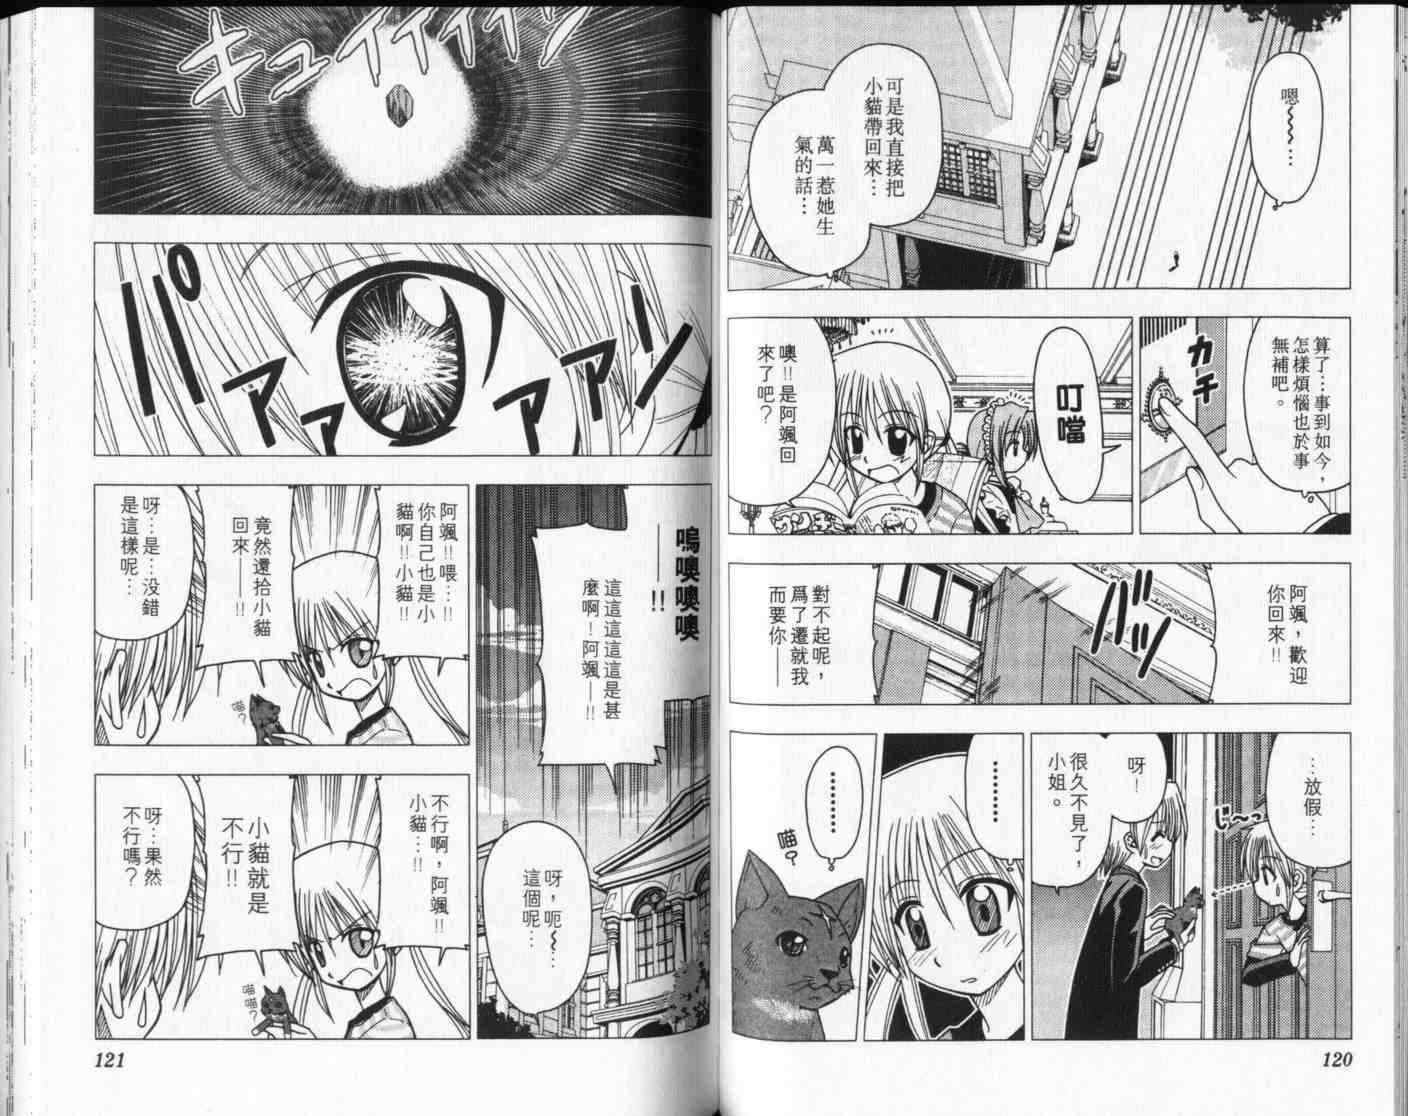 嗯~~~…
可是我直接把
小貓帶回來…
萬一惹她生
氣的話…
算了…事到如今，
怎樣煩惱也於事
無補吧。
カチ
叮噹
噢!!是阿颯回
來了吧？
阿颯，歡迎
你回來!!
バッ
對不起呢，
爲了遷就我
而要你——
…放假…
じ〜っ
呀！
很久不見了，
小姐。
………
………
喵？
120
キュイイイイン
パァァァァン
嗚噢噢噢
——!!
這這這這這是甚
麼啊！阿颯——!!
呀，呃~~~
這個呢…
阿颯!!喂…!!
你自己也是小
貓啊!!小貓!!
竟然還拾小貓
回來——!!
喵？
呀…是…没錯
是這樣呢…
不行啊，阿颯!!
小貓…!!
小貓就是
不行!!
喵喵？
呀…果然
不行嗎？
121